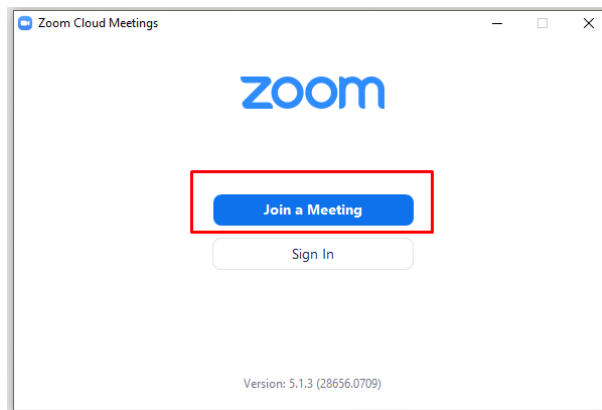 Zoom Cloud Meetings
zoom
Join a Meeting
Sign In
Version: 5.1.3 (28656.0709)